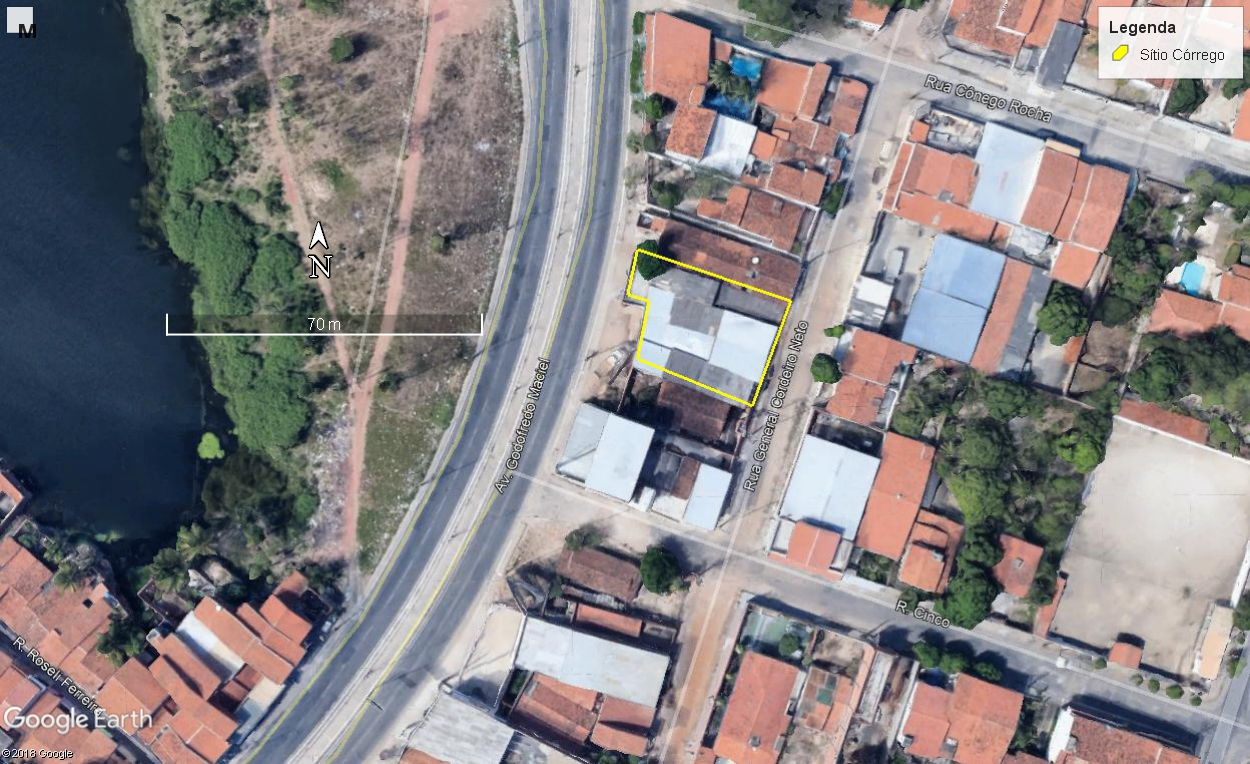 M
Legenda
Sítio Córrego
Rua Cônego Rocha
N
70 m
Rua General Cordeiro Neto
Av. Godofredo Maciel
R. Cinco
R. Roseli Ferreira
Google Earth
©2018 Google